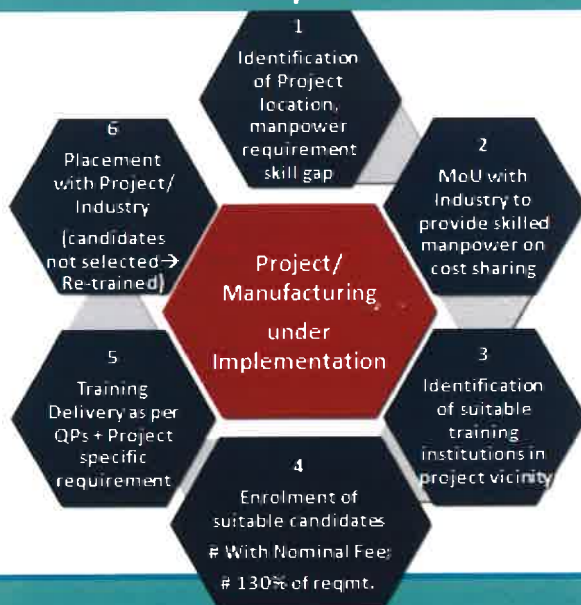 1
Identification
of Project
location,
manpower
requirement
skill gap
2
MoU with
Industry to
provide skilled
manpower on
cost sharing
3
Identification
of suitable
training
institutions in
project vicinity
4
Enrolment of
suitable candidates
# With Nominal Fee;
# 130% of reqmt.
5
Training
Delivery as per
QPs + Project
specific
requirement
6
Placement
with Project/
Industry
(candidates
not selected→
Re-trained)
Project/
Manufacturing
under
Implementation